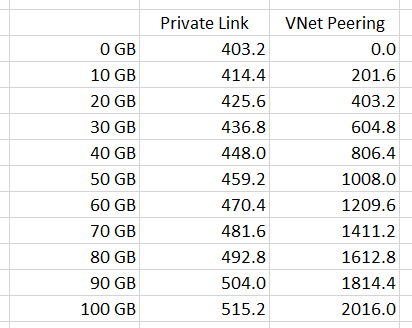 Private Link VNet Peering
0 GB 403.2 0.0
10 GB 414.4 201.6
20 GB 425.6 403.2
30 GB 436.8 604.8
40 GB 448.0 806.4
50 GB 459.2 1008.0
60 GB 470.4 1209.6
70 GB 481.6 1411.2
80 GB 492.8 1612.8
90 GB 504.0 1814.4
100 GB 515.2 2016.0